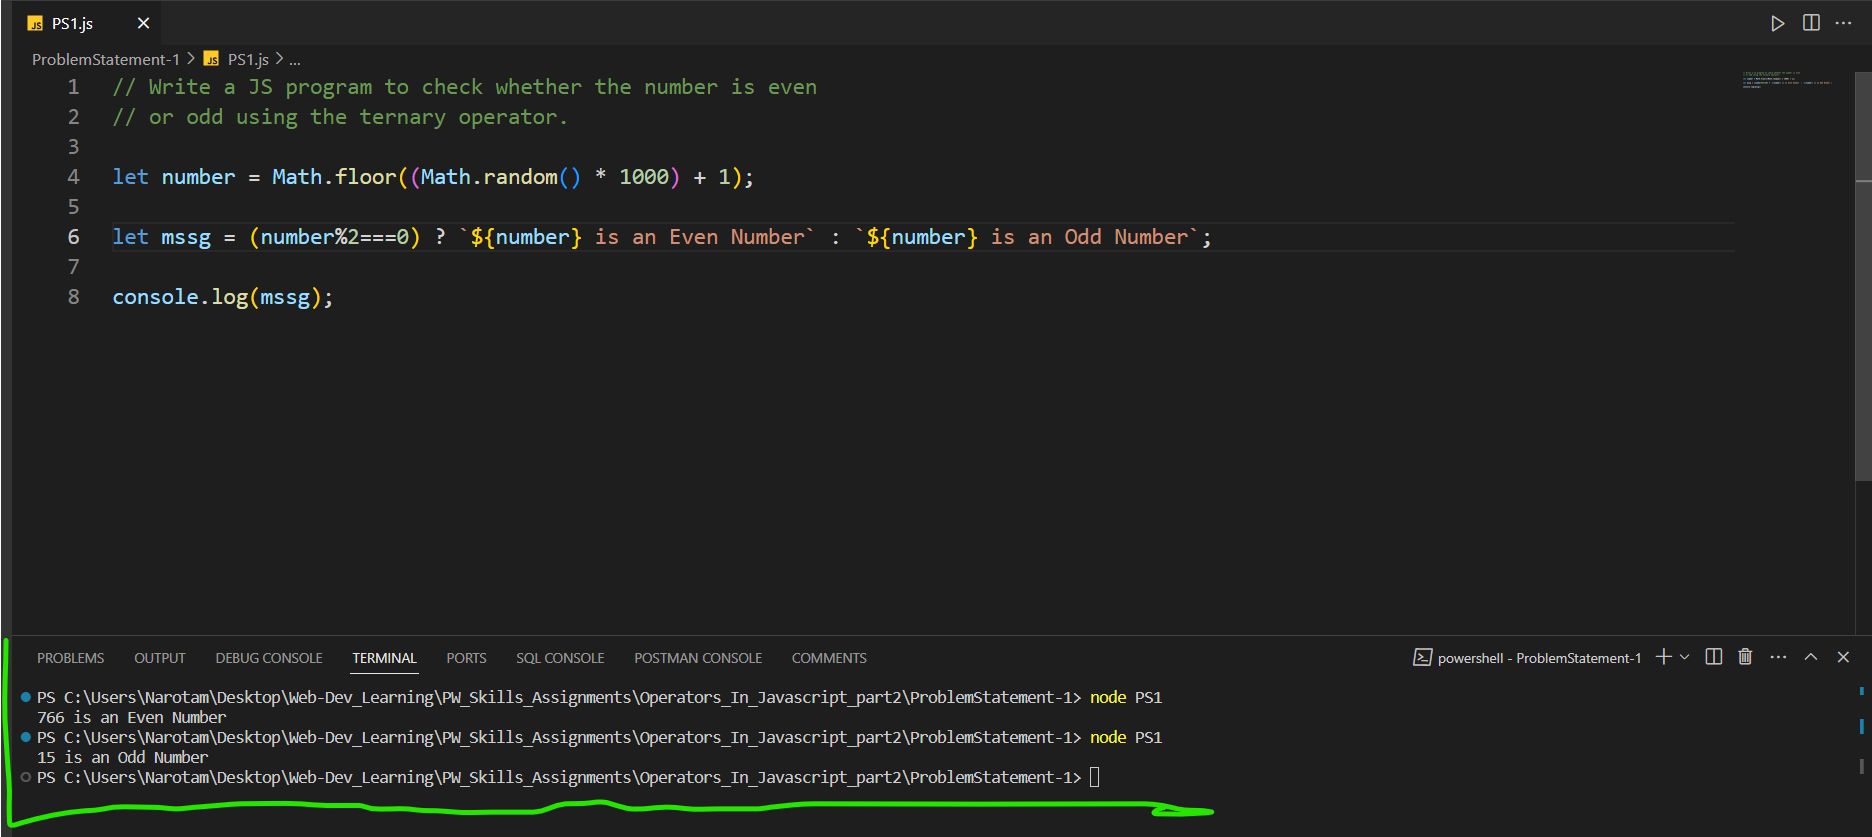 JS PS1.js
ProblemStatement-1 > JS PS1.js > ...
1 // Write a JS program to check whether the number is even
2 // or odd using the ternary operator.
3
4 let number = Math.floor((Math.random() * 1000) + 1);
5
6 let mssg = (number%2===0) ? `${number} is an Even Number` : `${number} is an Odd Number`;
7
8 console.log(mssg);
PROBLEMS OUTPUT DEBUG CONSOLE TERMINAL PORTS SQL CONSOLE POSTMAN CONSOLE COMMENTS powershell - ProblemStatement-1
PS C:\Users\Narotam\Desktop\Web-Dev_Learning\PW_Skills_Assignments\Operators_In_Javascript_part2\ProblemStatement-1> node PS1
766 is an Even Number
PS C:\Users\Narotam\Desktop\Web-Dev_Learning\PW_Skills_Assignments\Operators_In_Javascript_part2\ProblemStatement-1> node PS1
15 is an Odd Number
PS C:\Users\Narotam\Desktop\Web-Dev_Learning\PW_Skills_Assignments\Operators_In_Javascript_part2\ProblemStatement-1>